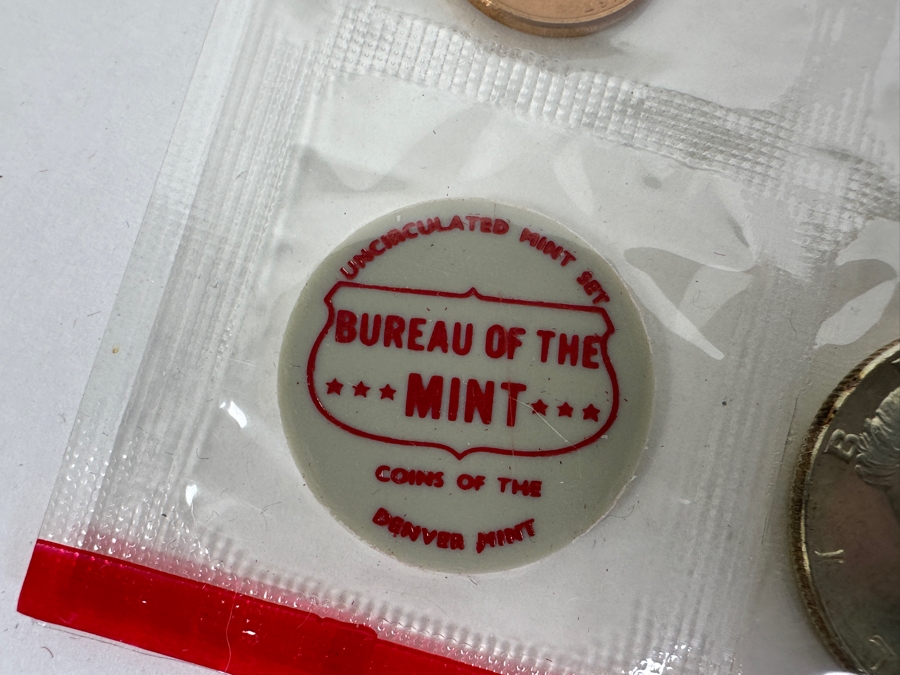 UNCIRCULATED MINT SET
BUREAU OF THE
★★★ MINT ★★★
COINS OF THE
DENVER MINT